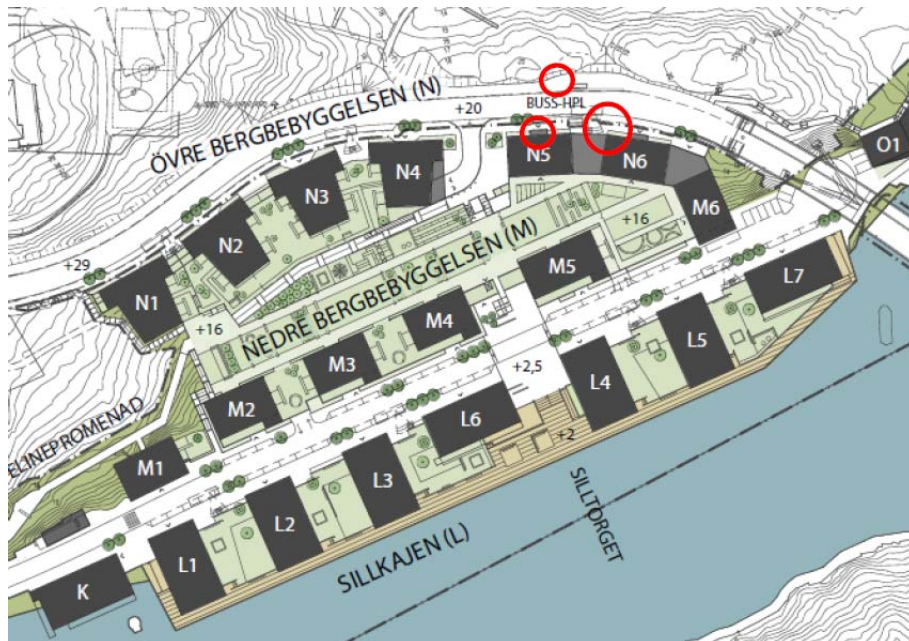 ÖVRE BERGBEBYGGELSEN (N)
+20
BUSS-HPL
N5
N6
O1
N4
N3
N2
M6
+16
+29
N1
+16
NEDRE BERGBEBYGGELSEN (M)
M5
L7
M4
M3
L5
+2,5
L4
M2
L6
+2
ELINEPROMENAD
M1
L3
L2
SILLTORGET
L1
SILLKAJEN (L)
K